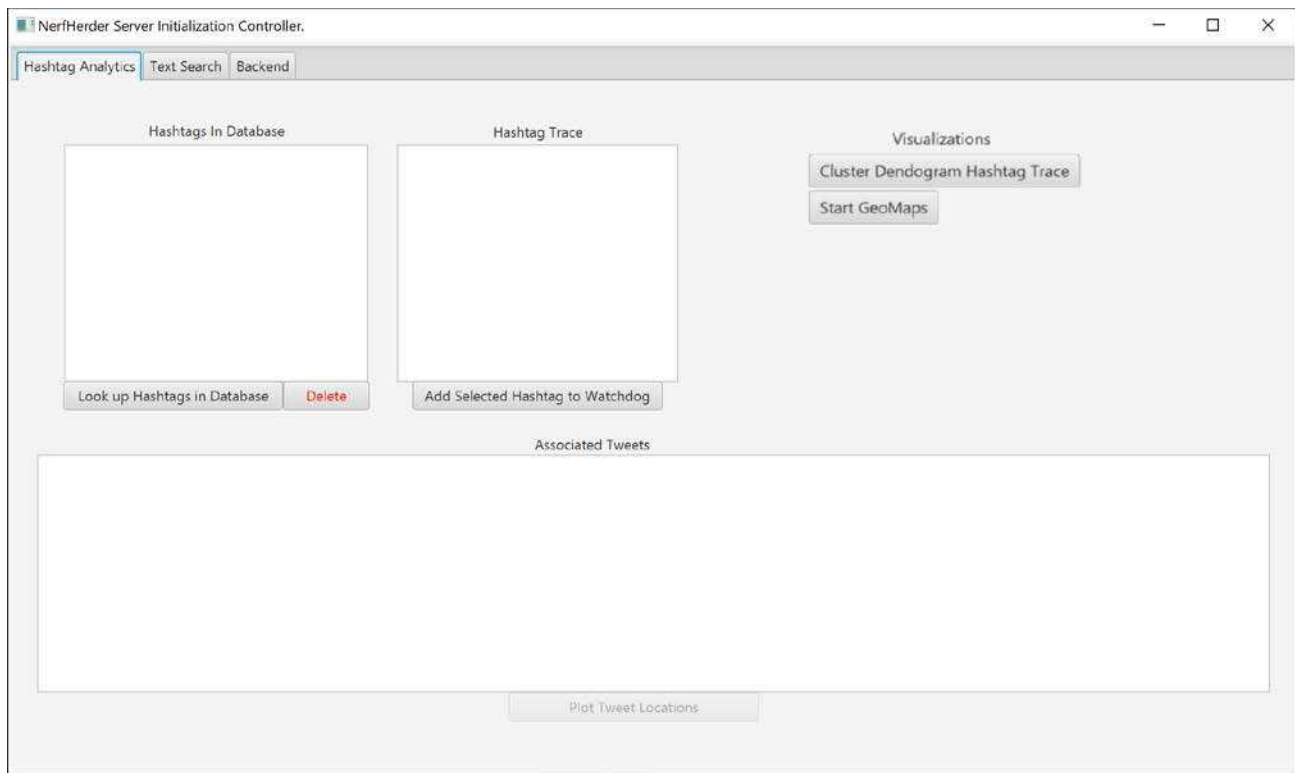 NerfHerder Server Initialization Controller.
Hashtag Analytics Text Search Backend
Hashtags In Database
Hashtag Trace
Visualizations
Cluster Dendogram Hashtag Trace
Start GeoMaps
Look up Hashtags in Database Delete
Add Selected Hashtag to Watchdog
Associated Tweets
Plot Tweet Locations